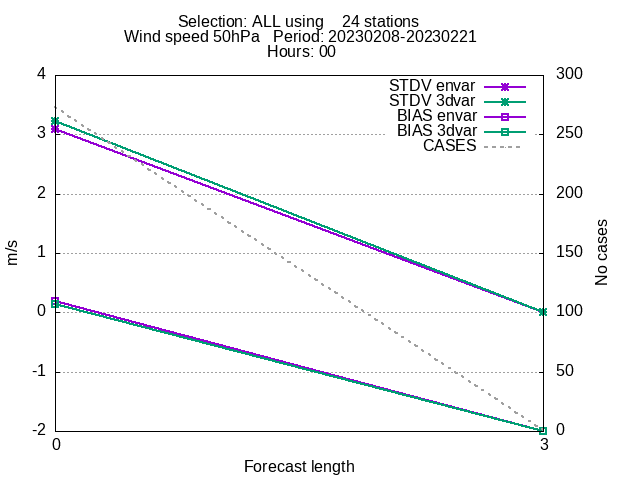 Selection: ALL using    24 stations
Wind speed 50hPa   Period: 20230208-20230221
Hours: 00
STDV envar
STDV 3dvar
BIAS envar
BIAS 3dvar
CASES
4
3
2
1
0
-1
-2
m/s
300
250
200
150
100
50
0
No cases
0
3
Forecast length